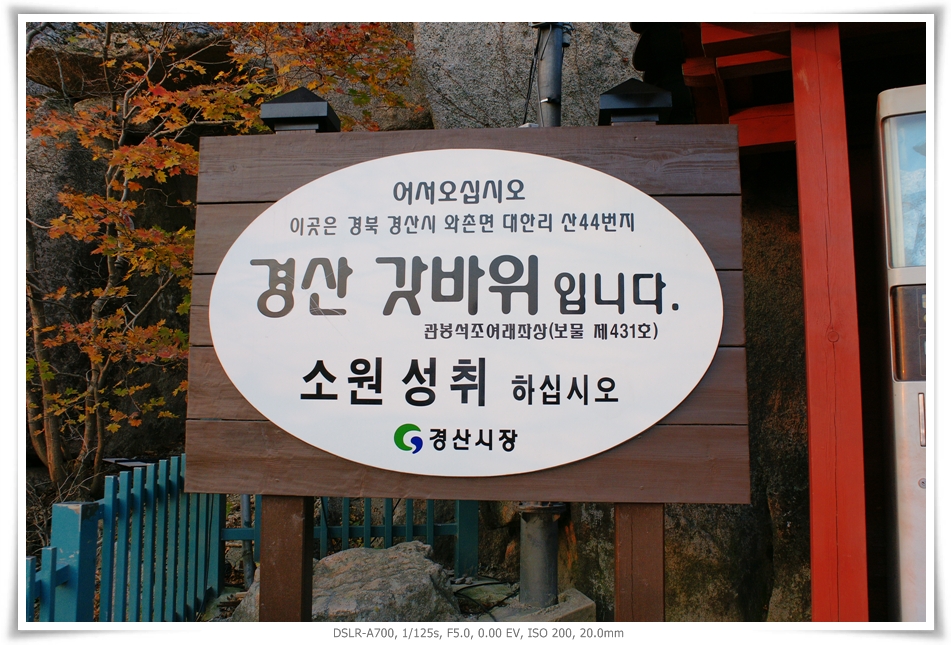 어서오십시오
이곳은 경북 경산시 와촌면 대한리 산44번지
경산 갓바위 입니다.
관봉석조여래좌상(보물 제431호)
소원 성취 하십시오
경산시장
DSLR-A700, 1/125s, F5.0, 0.00 EV, ISO 200, 20.0mm